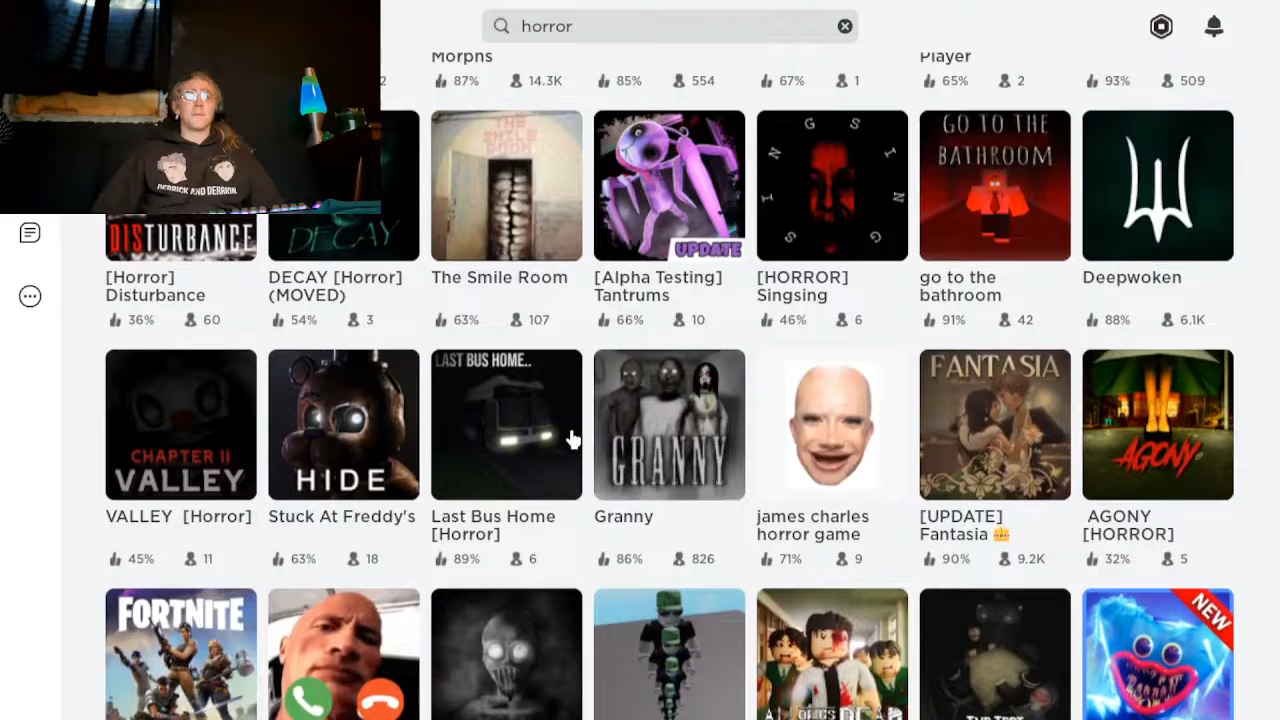 horror
Morphs
Player
2
87%
14.3K
85%
554
67%
1
65%
2
93%
509
DERRICK AND DERRION
DISTURBANCE
DECAY
THE
SMILE
ROOM
UPDATE
S I N G S I N G
GO TO THE
BATHROOM
[Horror]
Disturbance
DECAY [Horror]
(MOVED)
The Smile Room
[Alpha Testing]
Tantrums
[HORROR]
Singsing
go to the
bathroom
Deepwoken
36%
60
54%
3
63%
107
66%
10
46%
6
91%
42
88%
6.1K
CHAPTER II
VALLEY
HIDE
LAST BUS HOME..
GRANNY
FANTASIA
AGONY
VALLEY [Horror]
Stuck At Freddy's
Last Bus Home
[Horror]
Granny
james charles
horror game
[UPDATE]
Fantasia 👑
AGONY
[HORROR]
45%
11
63%
18
89%
6
86%
826
71%
9
90%
9.2K
32%
5
FORTNITE
NEW